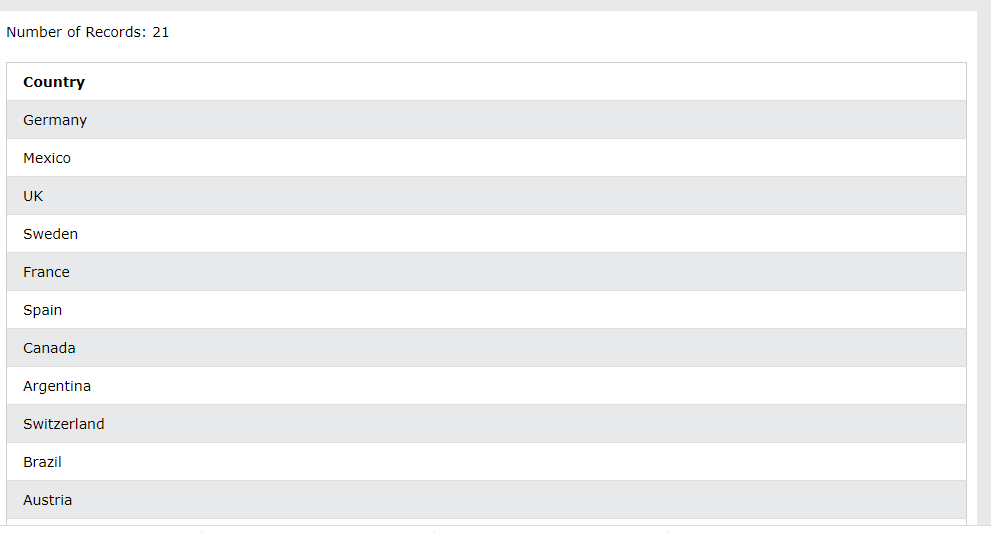 Number of Records: 21
Country
Germany
Mexico
UK
Sweden
France
Spain
Canada
Argentina
Switzerland
Brazil
Austria